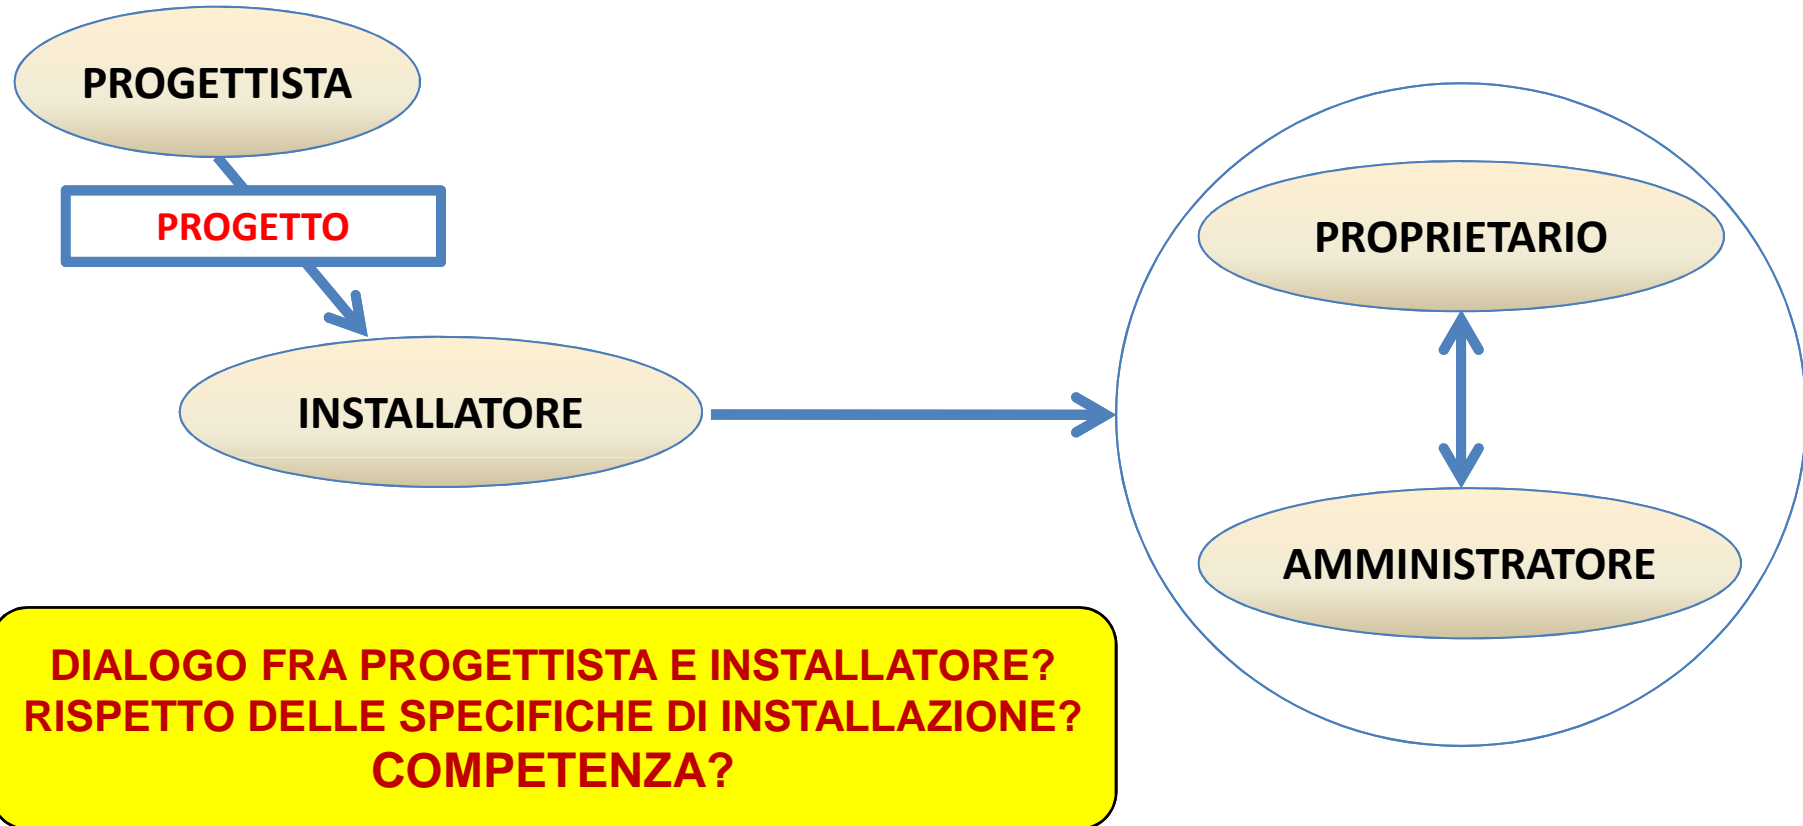 PROGETTISTA
PROGETTO
INSTALLATORE
PROPRIETARIO
AMMINISTRATORE
DIALOGO FRA PROGETTISTA E INSTALLATORE?
RISPETTO DELLE SPECIFICHE DI INSTALLAZIONE?
COMPETENZA?